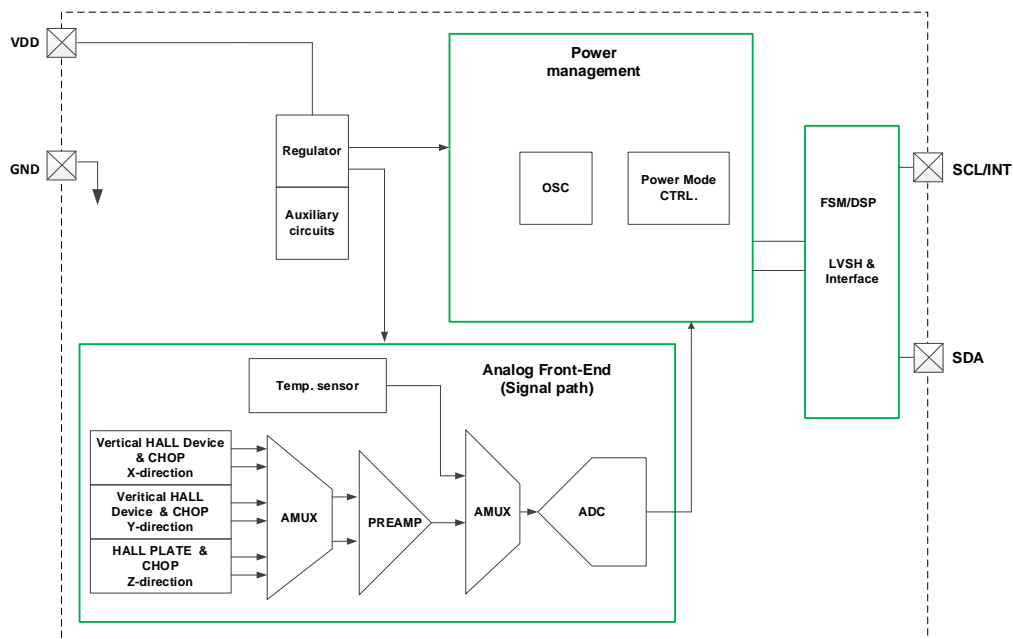 VDD
Power
management
Regulator
GND
SCL/INT
OSC
Power Mode
CTRL.
FSM/DSP
Auxiliary
circuits
LVSH &
Interface
SDA
Analog Front-End
(Signal path)
Temp. sensor
Vertical HALL Device
& CHOP
X-direction
Veritical HALL
Device & CHOP
Y-direction
HALL PLATE &
CHOP
Z-direction
AMUX
PREAMP
AMUX
ADC